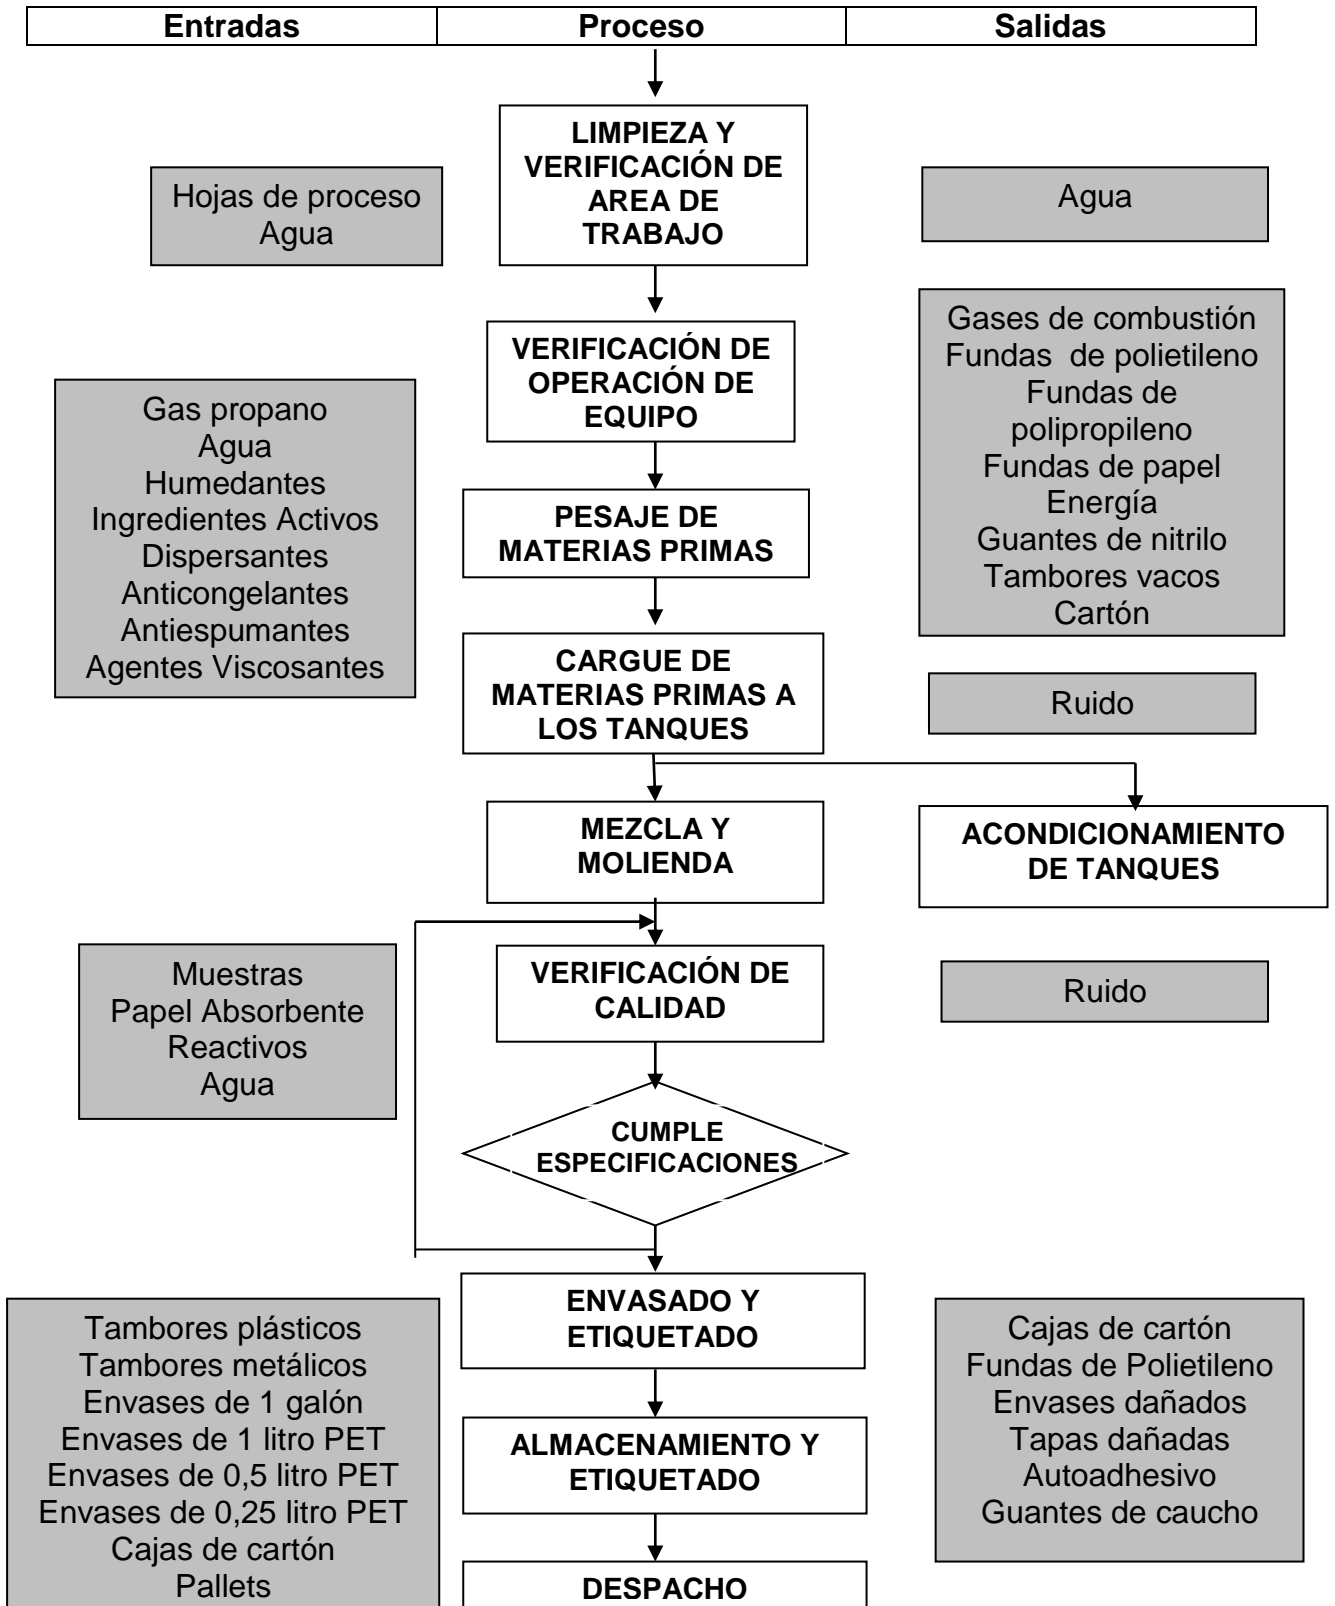 Entradas Proceso Salidas
LIMPIEZA Y
VERIFICACIÓN DE
AREA DE
TRABAJO
Hojas de proceso
Agua
Agua
VERIFICACIÓN DE
OPERACIÓN DE
EQUIPO
Gas propano
Agua
Humedantes
Ingredientes Activos
Dispersantes
Anticongelantes
Antiespumantes
Agentes Viscosantes
Gases de combustión
Fundas de polietileno
Fundas de
polipropileno
Fundas de papel
Energía
Guantes de nitrilo
Tambores vacos
Cartón
PESAJE DE
MATERIAS PRIMAS
CARGUE DE
MATERIAS PRIMAS A
LOS TANQUES
Ruido
MEZCLA Y
MOLIENDA
ACONDICIONAMIENTO
DE TANQUES
Muestras
Papel Absorbente
Reactivos
Agua
VERIFICACIÓN DE
CALIDAD
Ruido
CUMPLE
ESPECIFICACIONES
ENVASADO Y
ETIQUETADO
Tambores plásticos
Tambores metálicos
Envases de 1 galón
Envases de 1 litro PET
Envases de 0,5 litro PET
Envases de 0,25 litro PET
Cajas de cartón
Pallets
Cajas de cartón
Fundas de Polietileno
Envases dañados
Tapas dañadas
Autoadhesivo
Guantes de caucho
ALMACENAMIENTO Y
ETIQUETADO
DESPACHO